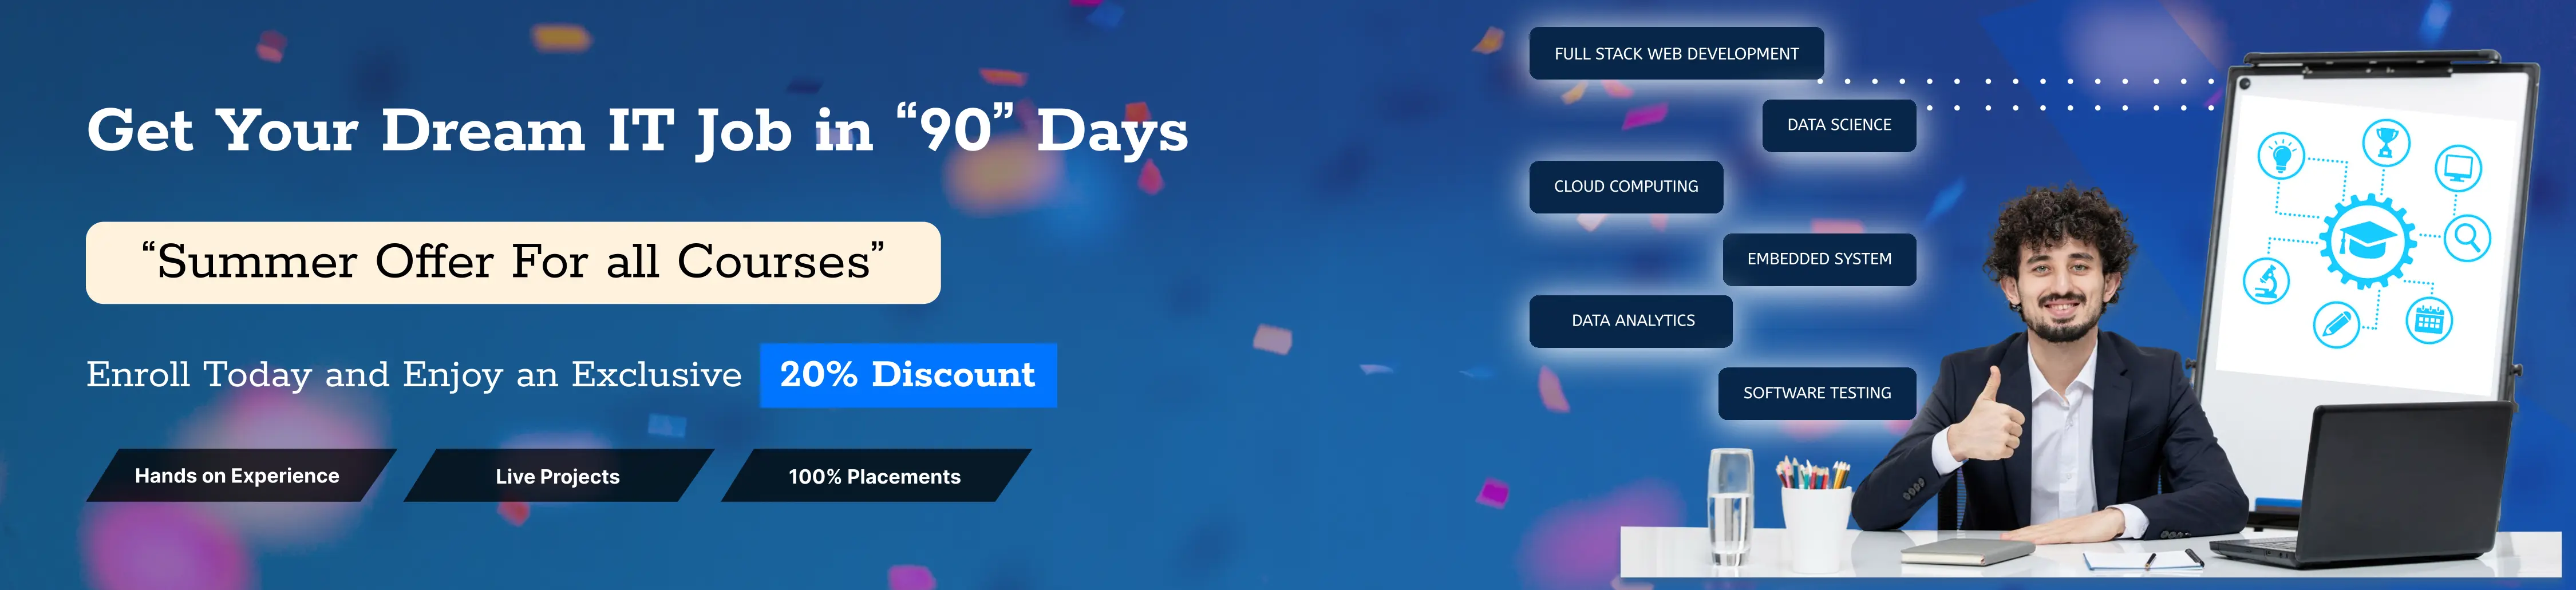 Get Your Dream IT Job in “90” Days
“Summer Offer For all Courses”
Enroll Today and Enjoy an Exclusive 20% Discount
Hands on Experience
Live Projects
100% Placements
FULL STACK WEB DEVELOPMENT
DATA SCIENCE
CLOUD COMPUTING
EMBEDDED SYSTEM
DATA ANALYTICS
SOFTWARE TESTING